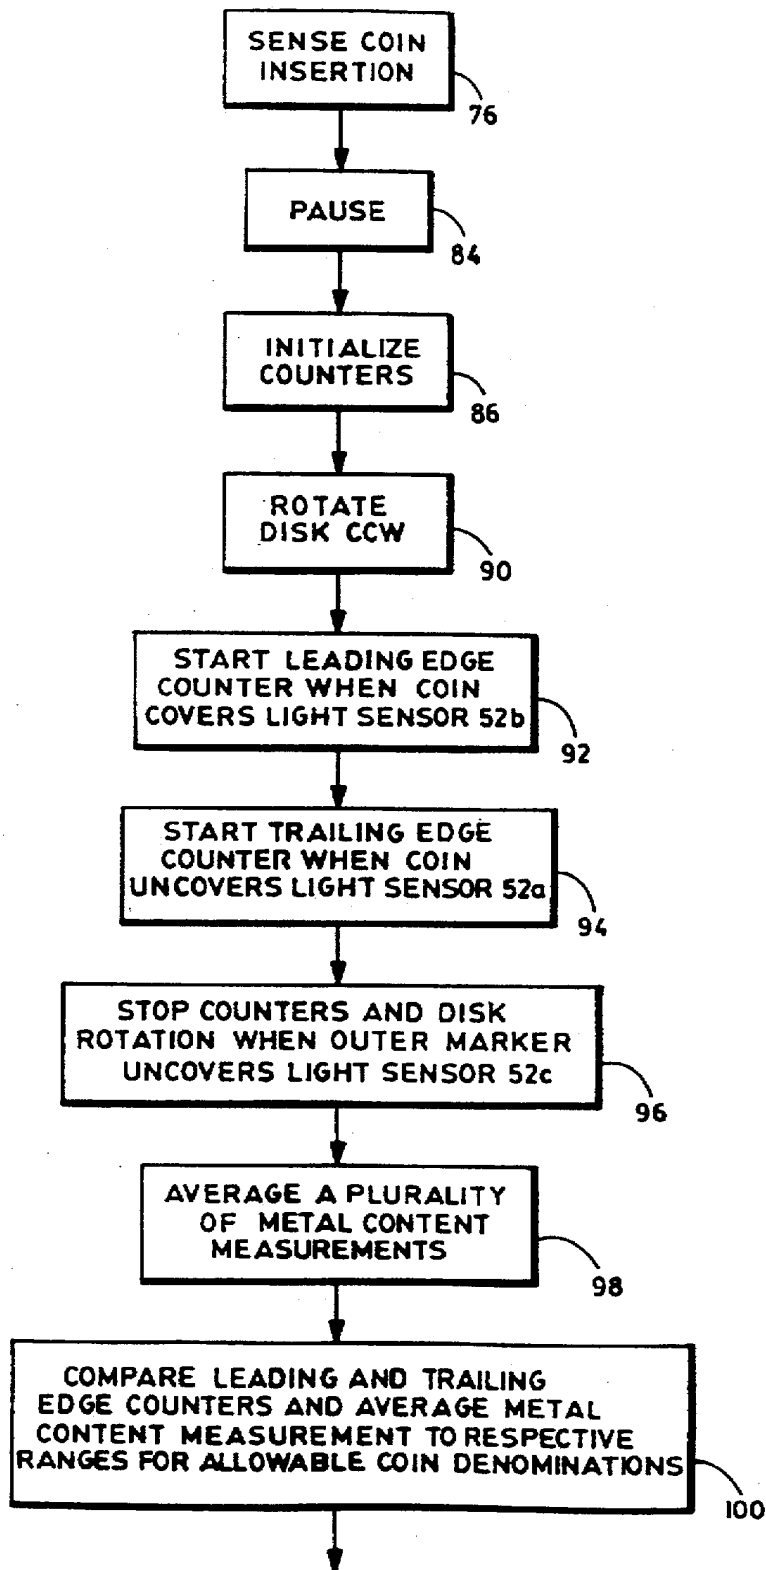 SENSE COIN
INSERTION
76
PAUSE
84
INITIALIZE
COUNTERS
86
ROTATE
DISK CCW
90
START LEADING EDGE
COUNTER WHEN COIN
COVERS LIGHT SENSOR 52b
92
START TRAILING EDGE
COUNTER WHEN COIN
UNCOVERS LIGHT SENSOR 52a
94
STOP COUNTERS AND DISK
ROTATION WHEN OUTER MARKER
UNCOVERS LIGHT SENSOR 52c
96
AVERAGE A PLURALITY
OF METAL CONTENT
MEASUREMENTS
98
COMPARE LEADING AND TRAILING
EDGE COUNTERS AND AVERAGE METAL
CONTENT MEASUREMENT TO RESPECTIVE
RANGES FOR ALLOWABLE COIN DENOMINATIONS
100